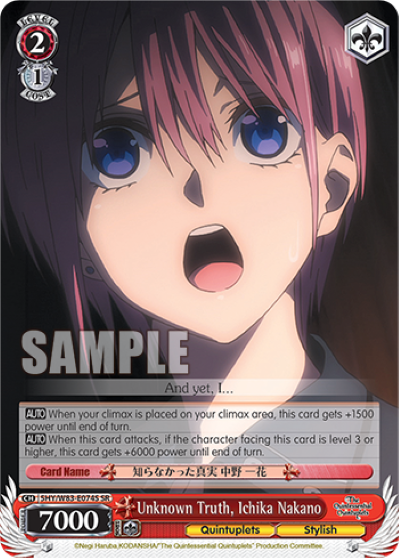 LEVEL
2
1
COST
SAMPLE
And yet, I...
AUTO When your climax is placed on your climax area, this card gets +1500
power until end of turn.
AUTO When this card attacks, if the character facing this card is level 3 or
higher, this card gets +6000 power until end of turn.
Card Name 知らなかった真実 中野 一花
CH 5HY/W83-E074S SR
Unknown Truth, Ichika Nakano
The Quintessential Quintuplets
7000
Quintuplets
Stylish
©Negi Haruba,KODANSHA/"The Quintessential Quintuplets" Production Committee.